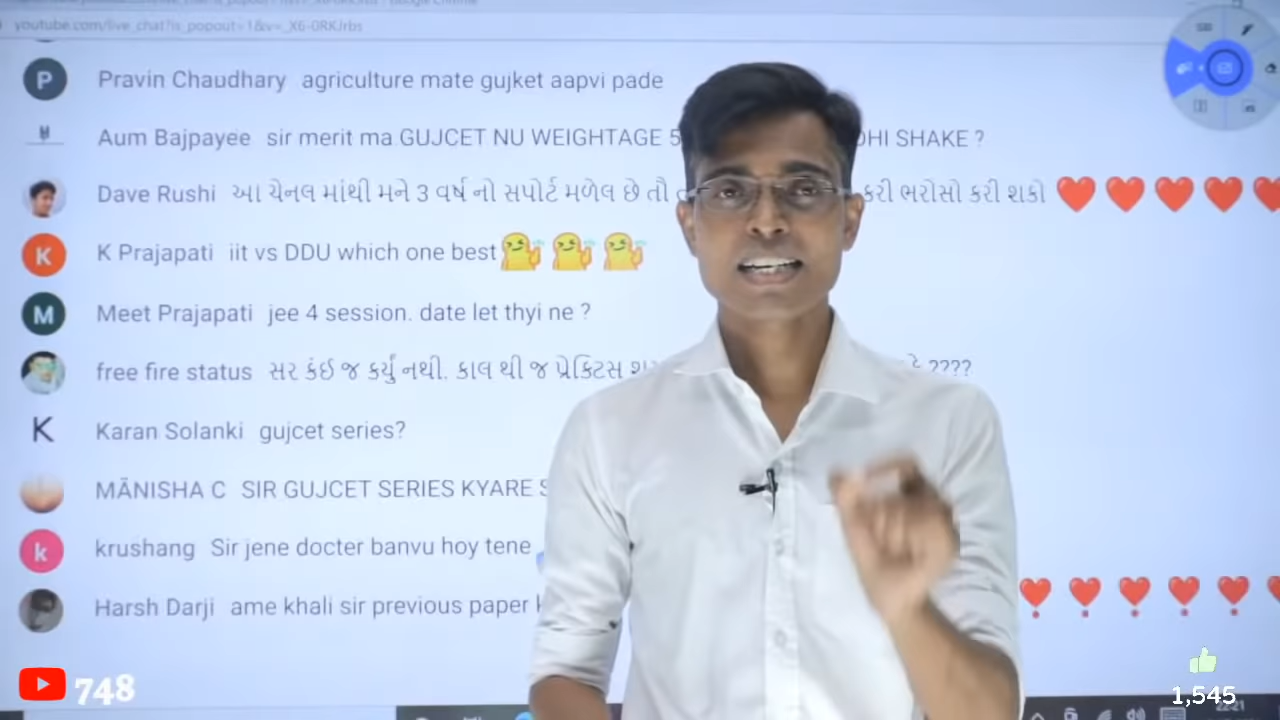 youtube.com/live_chat?is_popout=1&v=_X6-0RKJrbs
P Pravin Chaudhary agriculture mate gujket aapvi pade
Aum Bajpayee sir merit ma GUJCET NU WEIGHTAGE 5 DHI SHAKE ?
Dave Rushi આ ચેનલ માંથી મને 3 વર્ષ નો સપોર્ટ મળેલ છે તૌ કરી ભરોસો કરી શકો ❤️❤️❤️❤️❤️
K K Prajapati iit vs DDU which one best
M Meet Prajapati jee 4 session. date let thyi ne ?
free fire status સર કંઈ જ કર્યું નથી. કાલ થી જ પ્રેક્ટિસ ????
K Karan Solanki gujcet series?
MĀNISHA C SIR GUJCET SERIES KYARE S
k krushang Sir jene docter banvu hoy tene
Harsh Darji ame khali sir previous paper ❣️❣️❣️❣️❣️
748
1,545
22:21